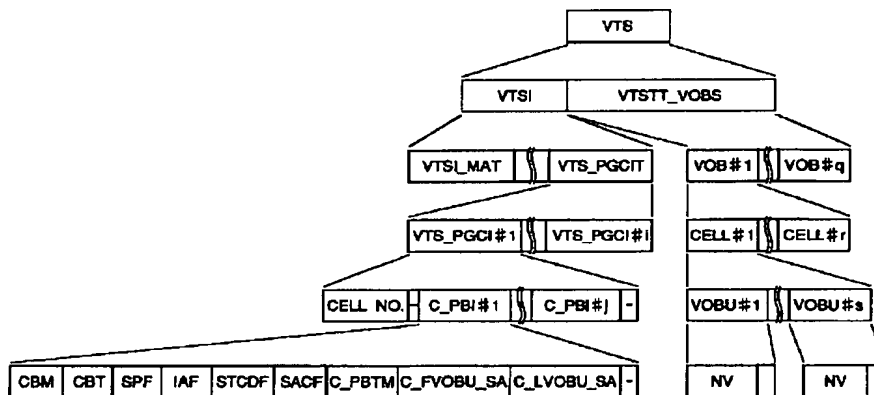 VTS
VTSI VTSTT_VOBS
VTSI_MAT VTS_PGCIT VOB#1 VOB#q
VTS_PGCI#1 VTS_PGCI#i CELL#1 CELL#r
CELL NO. - C_PBI#1 C_PBI#j - VOBU#1 VOBU#s
CBM CBT SPF IAF STCDF SACF C_PBTM C_FVOBU_SA C_LVOBU_SA - NV NV